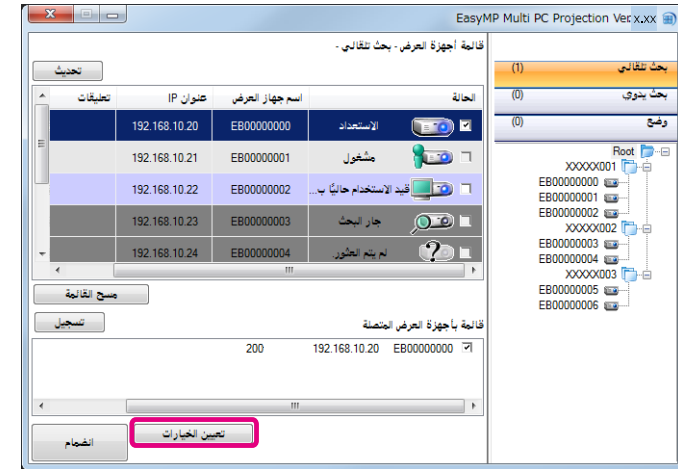 EasyMP Multi PC Projection Ver.x.xx
قائمة أجهزة العرض - بحث تلقائي -
تحديث
الحالة اسم جهاز العرض عنوان IP تعليقات
الاستعداد EB00000000 192.168.10.20
مشغول EB00000001 192.168.10.21
قيد الاستخدام حاليًا ب... EB00000002 192.168.10.22
جار البحث EB00000003 192.168.10.23
لم يتم العثور. EB00000004 192.168.10.24
مسح القائمة
تسجيل
قائمة بأجهزة العرض المتصلة
EB00000000 192.168.10.20 200
تعيين الخيارات
انضمام
بحث تلقائي (1)
بحث يدوي (0)
وضع (0)
Root
XXXXX001
EB00000000
EB00000001
EB00000002
XXXXX002
EB00000003
EB00000004
XXXXX003
EB00000005
EB00000006